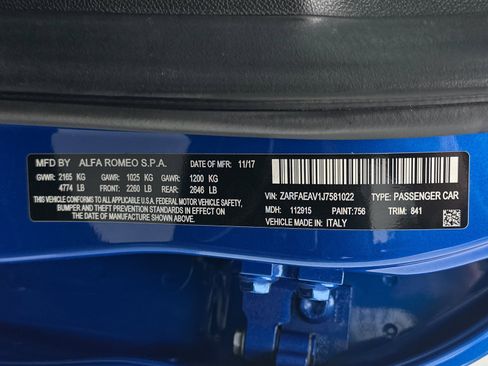 MFD BY ALFA ROMEO S.P.A. DATE OF MFR: 11/17
GVWR: 2165 KG GAWR: 1025 KG GAWR: 1200 KG
4774 LB FRONT: 2260 LB REAR: 2646 LB
THIS VEHICLE CONFORMS TO ALL APPLICABLE U.S.A. FEDERAL MOTOR VEHICLE SAFETY,
BUMPER AND THEFT PREVENTION STANDARDS IN EFFECT ON THE DATE OF
MANUFACTURE SHOWN ABOVE.
VIN: ZARFAEAV1J7581022 TYPE: PASSENGER CAR
MDH: 112915 PAINT:756 TRIM: 841
VEHICLE MADE IN: ITALY